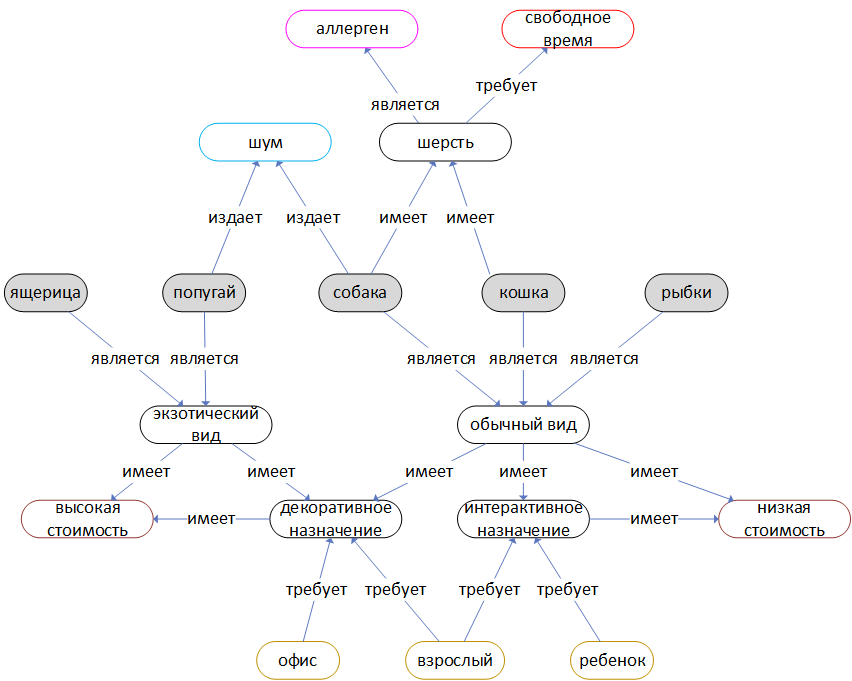 аллерген
свободное
время
является
требует
шум
шерсть
издает
издает
имеет
имеет
ящерица
попугай
собака
кошка
рыбки
является
является
является
является
является
экзотический
вид
обычный вид
имеет
имеет
имеет
имеет
имеет
высокая
стоимость
имеет
декоративное
назначение
интерактивное
назначение
имеет
низкая
стоимость
требует
требует
требует
требует
офис
взрослый
ребенок